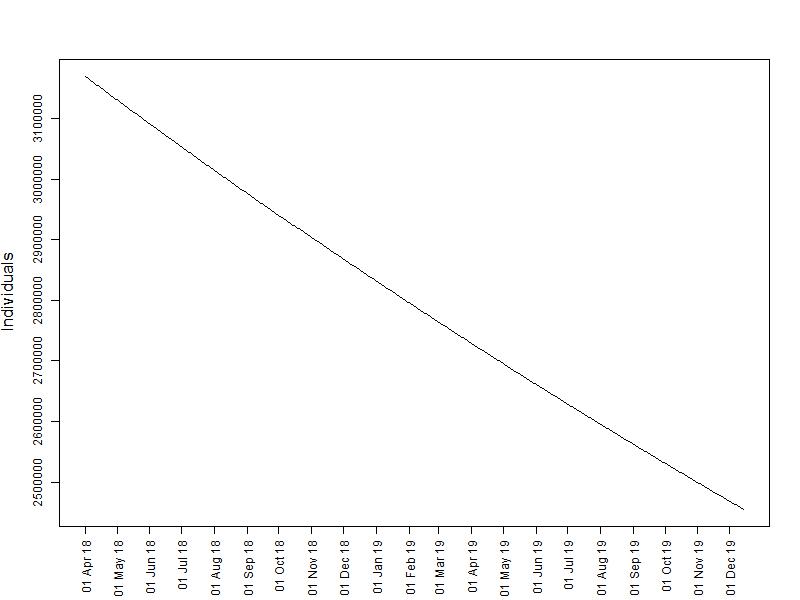 Individuals
3100000
3000000
2900000
2800000
2700000
2600000
2500000
01 Apr 18
01 May 18
01 Jun 18
01 Jul 18
01 Aug 18
01 Sep 18
01 Oct 18
01 Nov 18
01 Dec 18
01 Jan 19
01 Feb 19
01 Mar 19
01 Apr 19
01 May 19
01 Jun 19
01 Jul 19
01 Aug 19
01 Sep 19
01 Oct 19
01 Nov 19
01 Dec 19